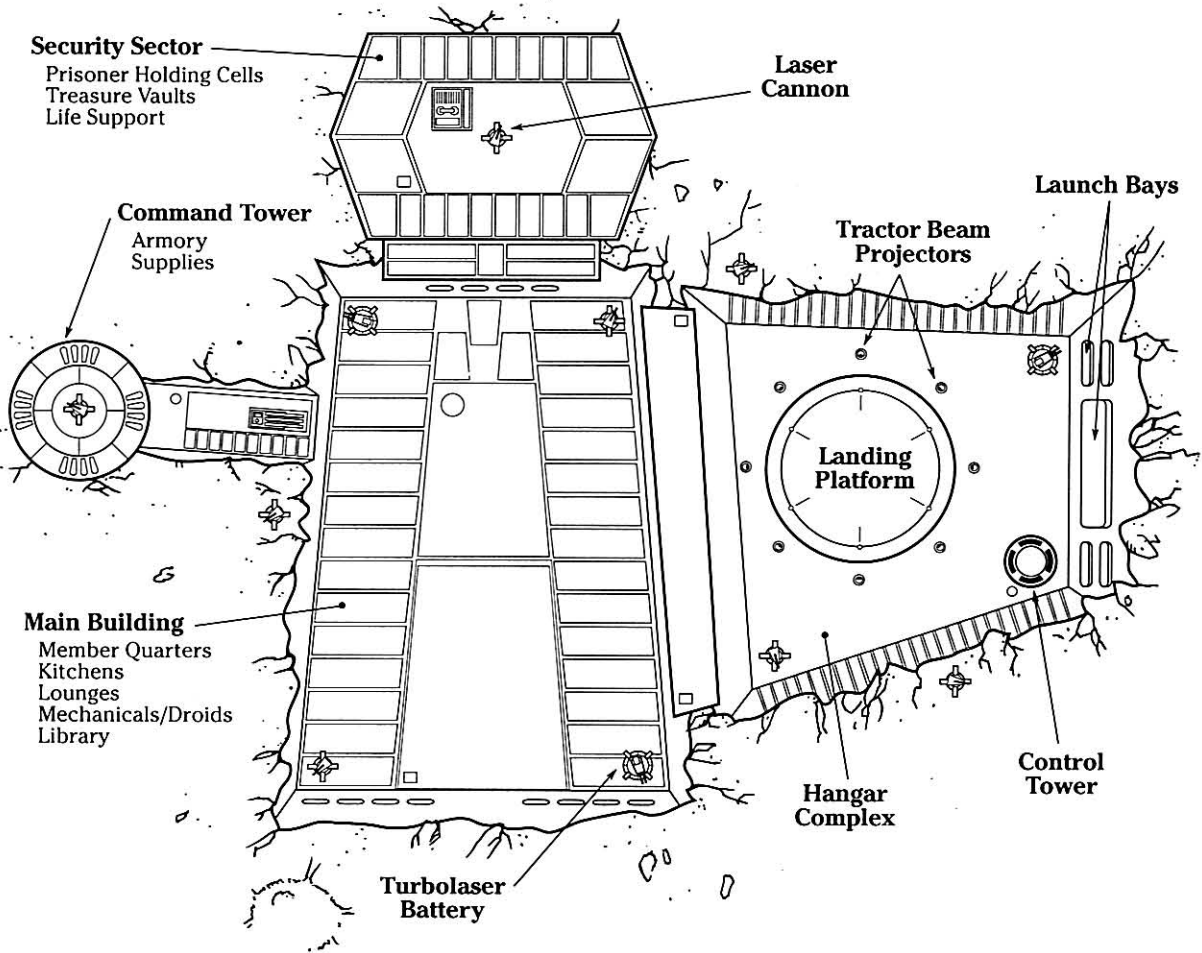 Security Sector
Prisoner Holding Cells
Treasure Vaults
Life Support
Laser
Cannon
Launch Bays
Command Tower
Armory
Supplies
Tractor Beam
Projectors
Landing
Platform
Main Building
Member Quarters
Kitchens
Lounges
Mechanicals/Droids
Library
Control
Tower
Hangar
Complex
Turbolaser
Battery